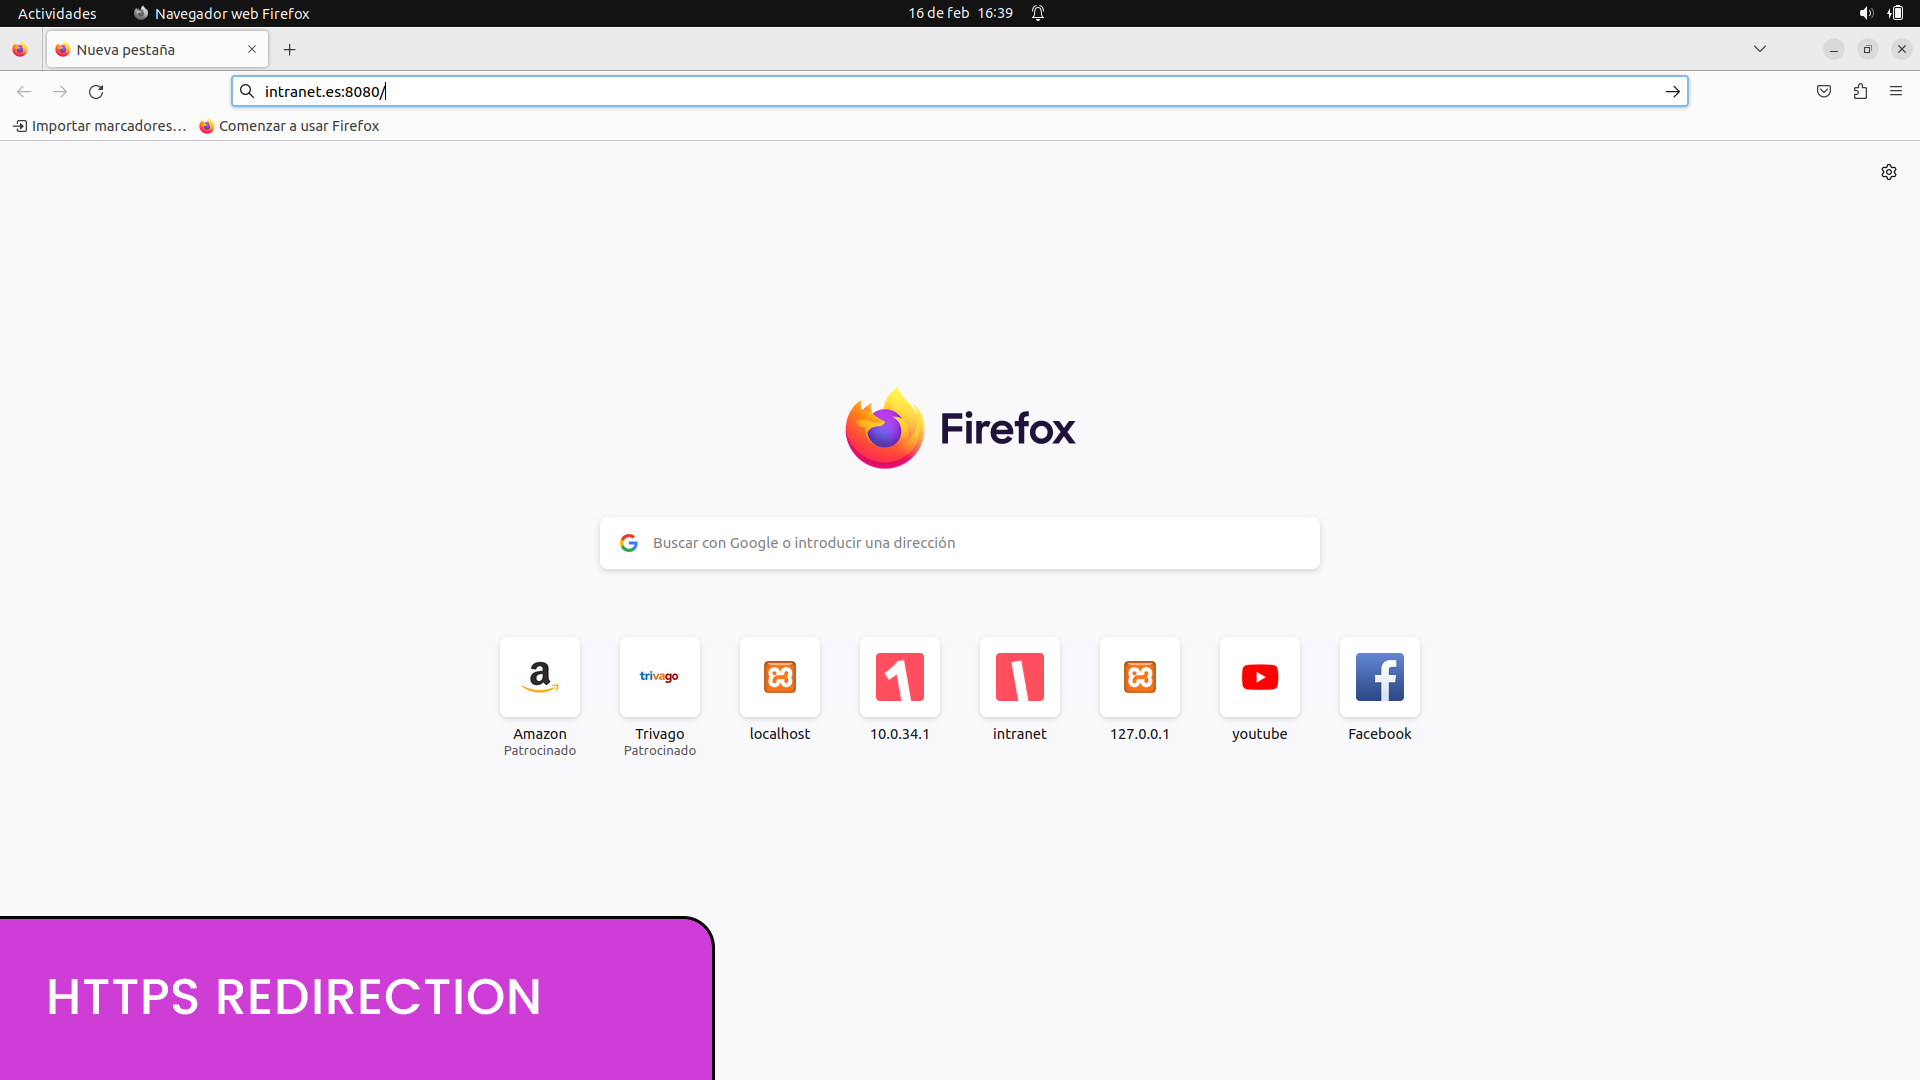 Actividades
Navegador web Firefox
16 de feb 16:39
Nueva pestaña
intranet.es:8080/
Importar marcadores...
Comenzar a usar Firefox
Firefox
Buscar con Google o introducir una dirección
a
trivago
1
\
f
Amazon
Patrocinado
Trivago
Patrocinado
localhost
10.0.34.1
intranet
127.0.0.1
youtube
Facebook
HTTPS REDIRECTION